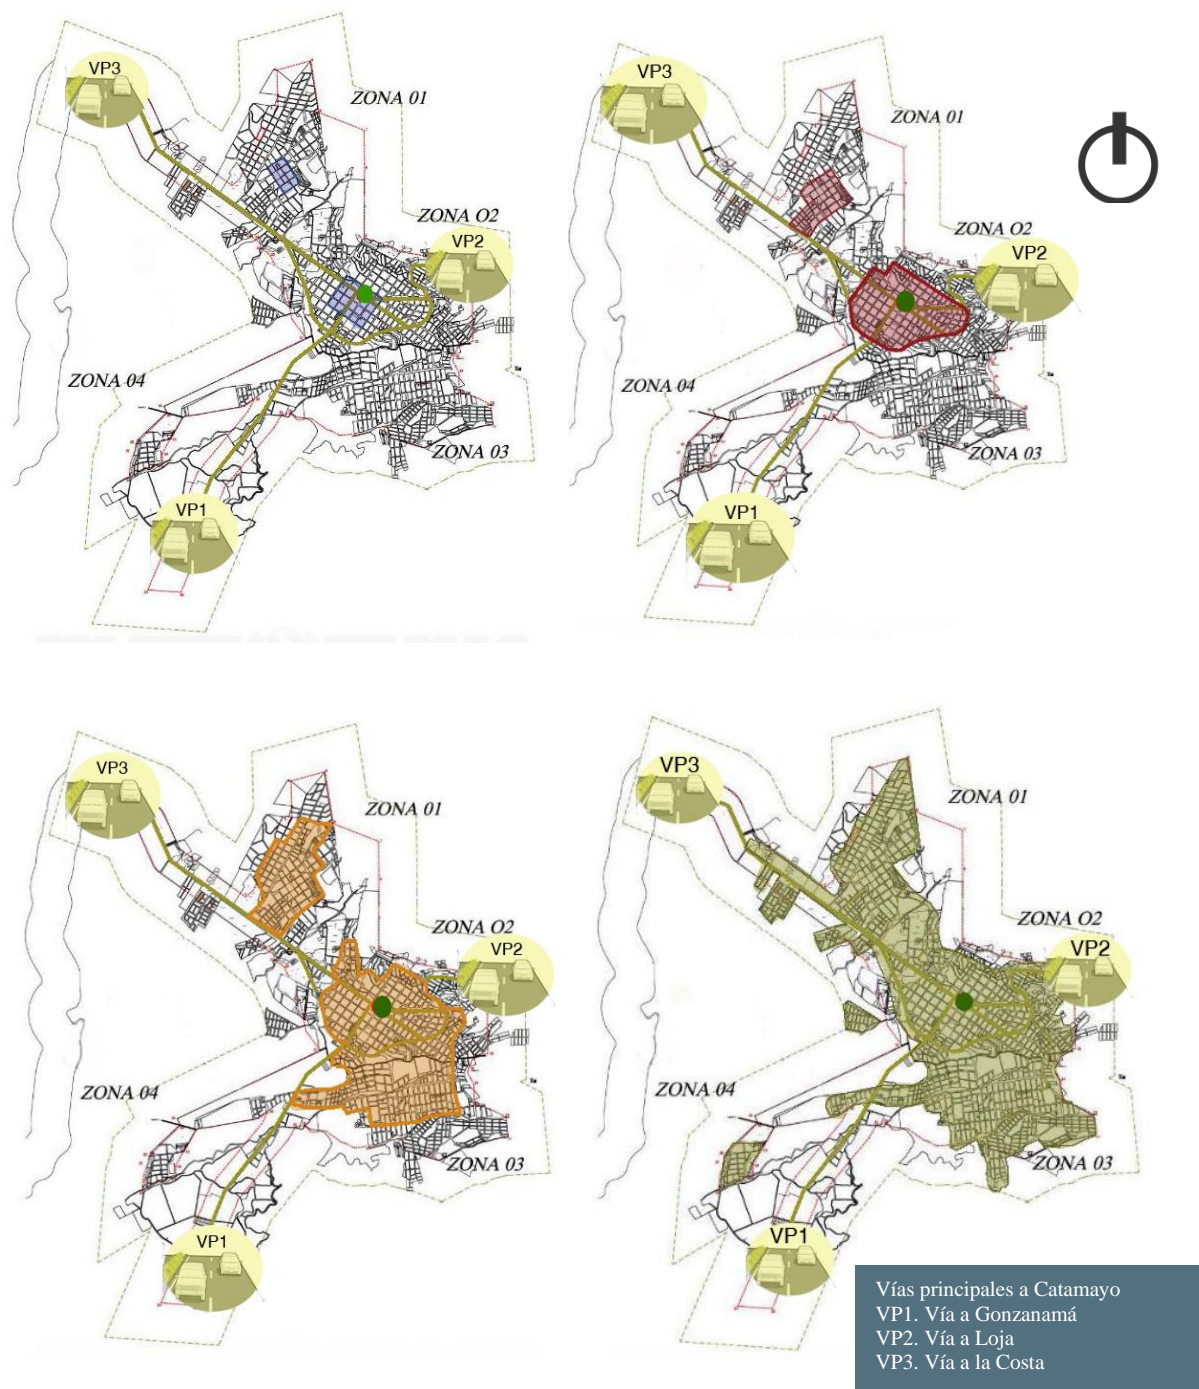 VP3
ZONA 01
ZONA O2
VP2
ZONA 04
ZONA 03
VP1
VP3
ZONA 01
ZONA O2
VP2
ZONA 04
ZONA 03
VP1
VP3
ZONA 01
ZONA O2
VP2
ZONA 04
ZONA 03
VP1
VP3
ZONA 01
ZONA O2
VP2
ZONA 04
ZONA 03
VP1
Vías principales a Catamayo
VP1. Vía a Gonzanamá
VP2. Vía a Loja
VP3. Vía a la Costa